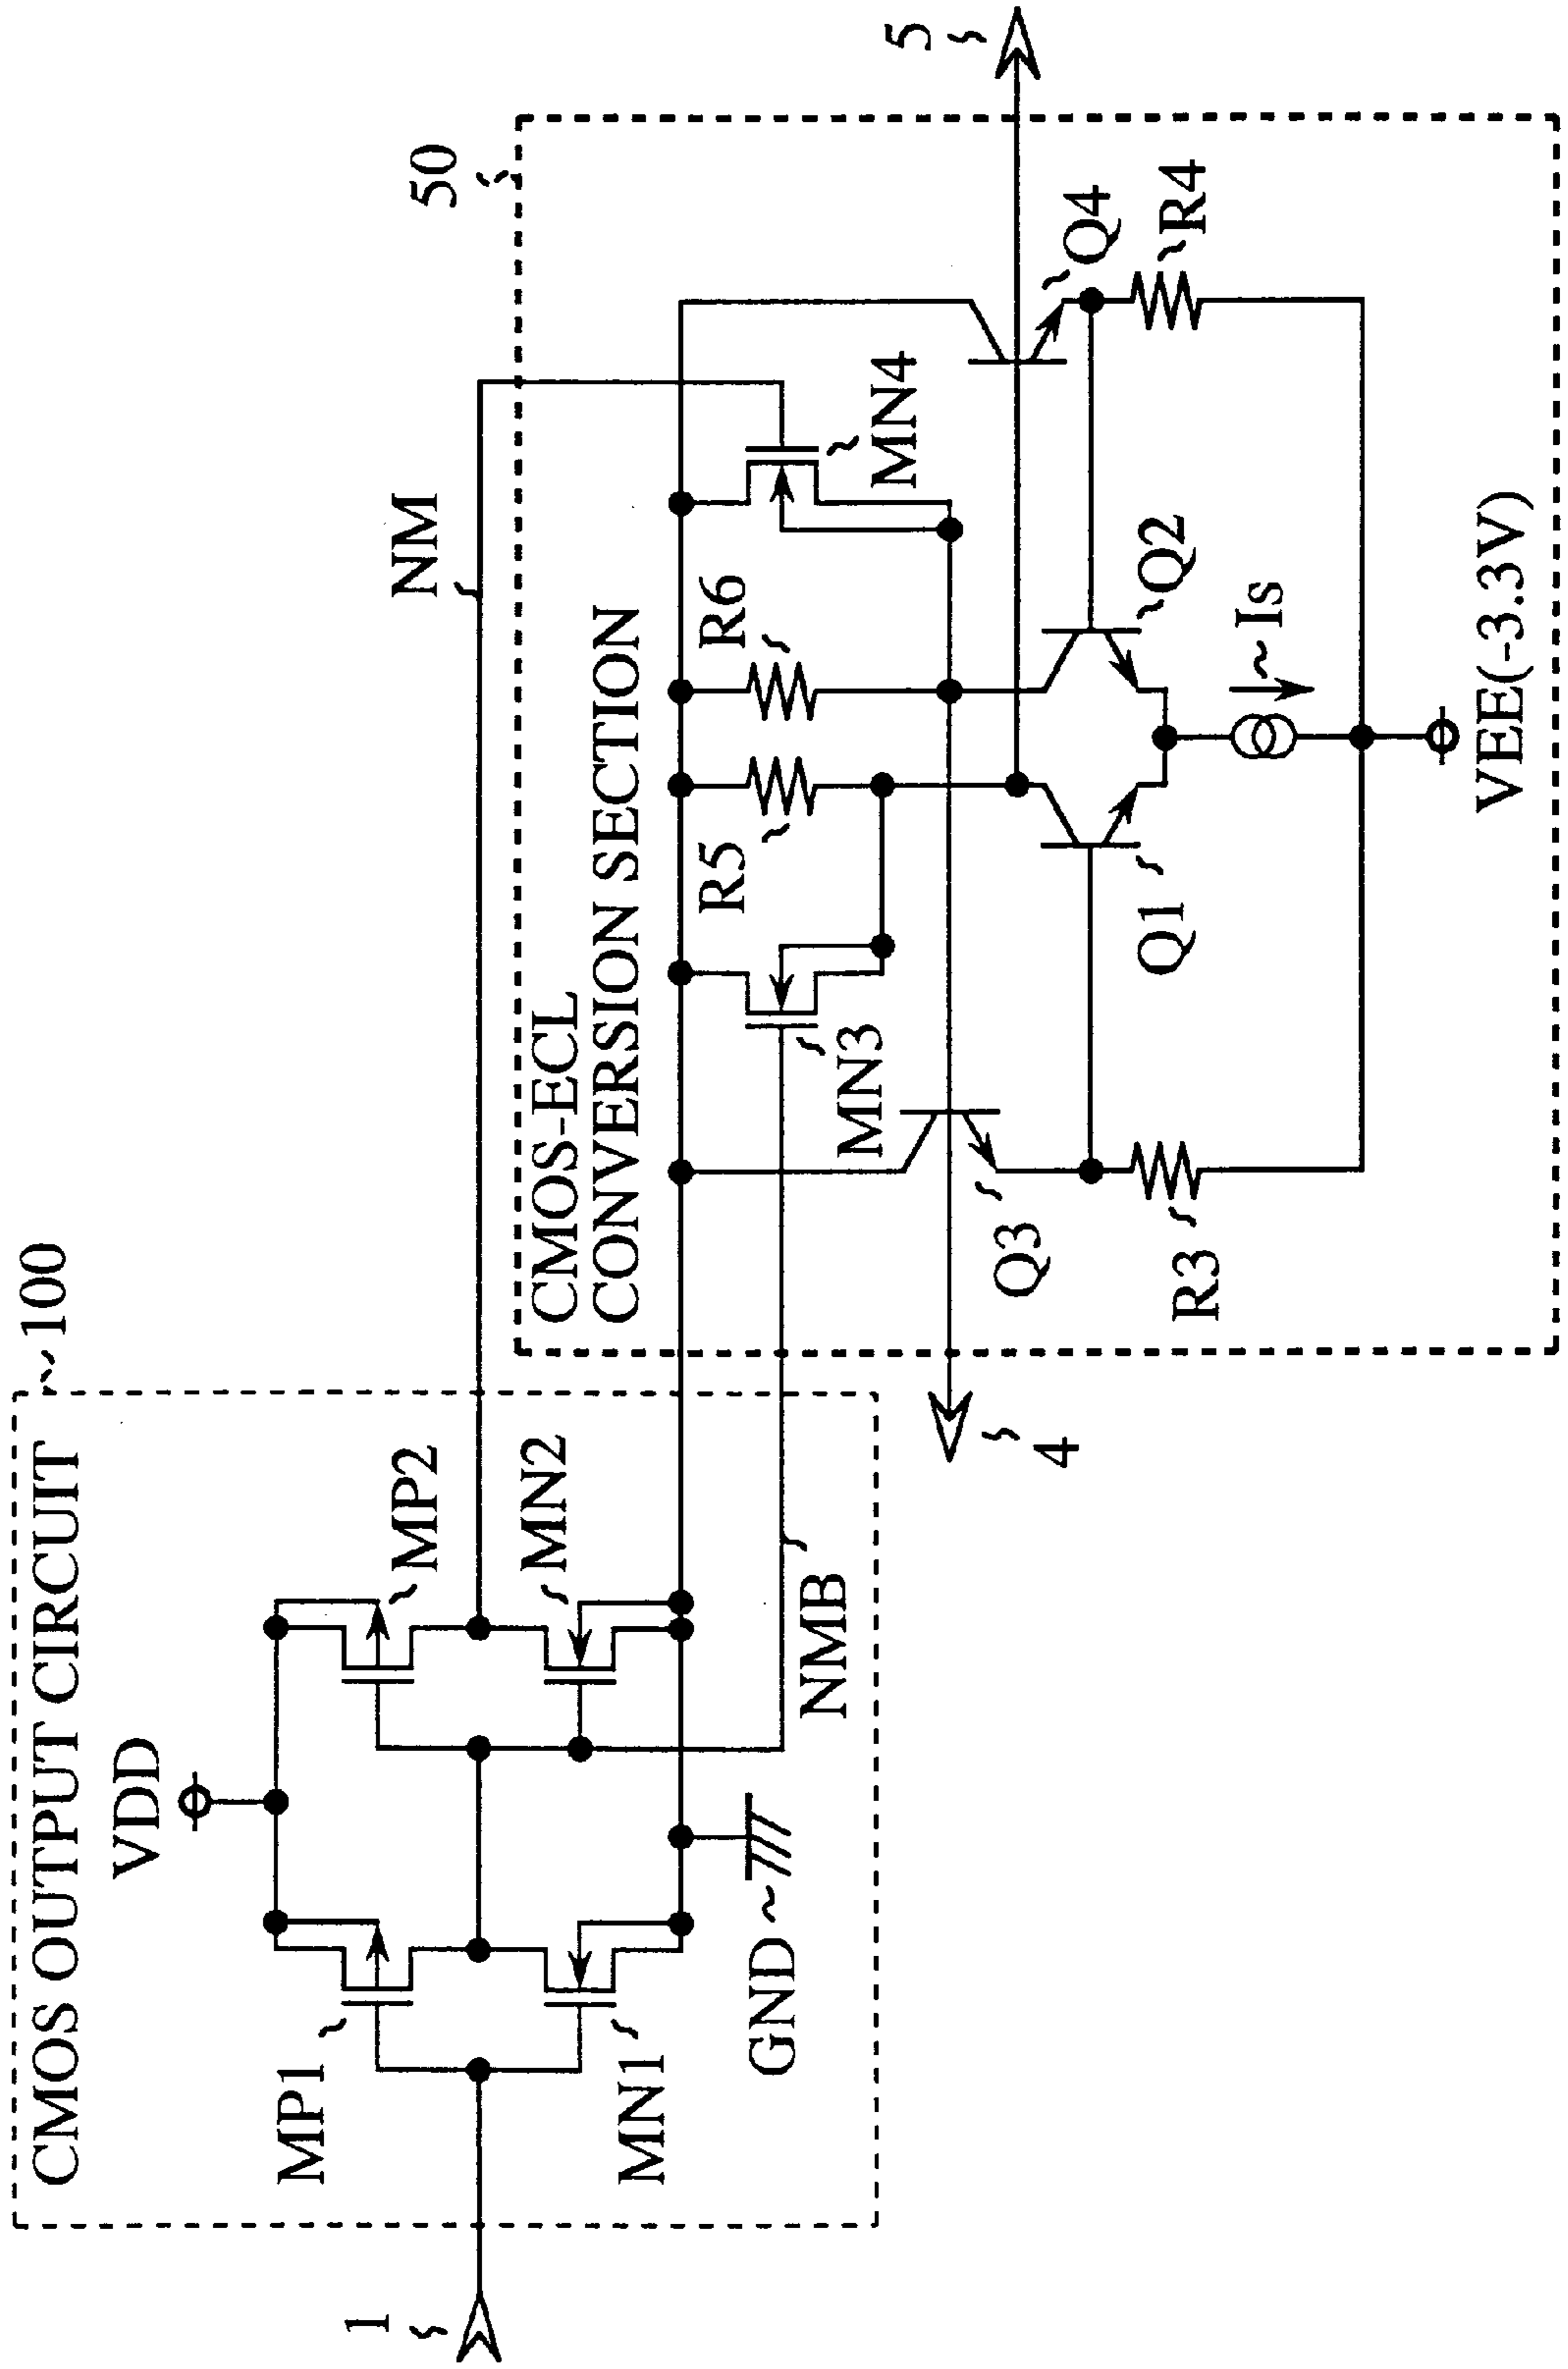 CMOS OUTPUT CIRCUIT
100
VDD
1
MP1
MP2
MN1
MN2
GND
NMB
NM
50
CMOS-ECL
CONVERSION SECTION
R5
R6
MN3
MN4
4
5
Q3
Q4
Q1
Q2
R3
R4
Is
VEE(-3.3V)